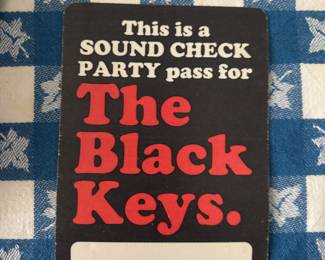 This is a
SOUND CHECK
PARTY pass for
The
Black
Keys.